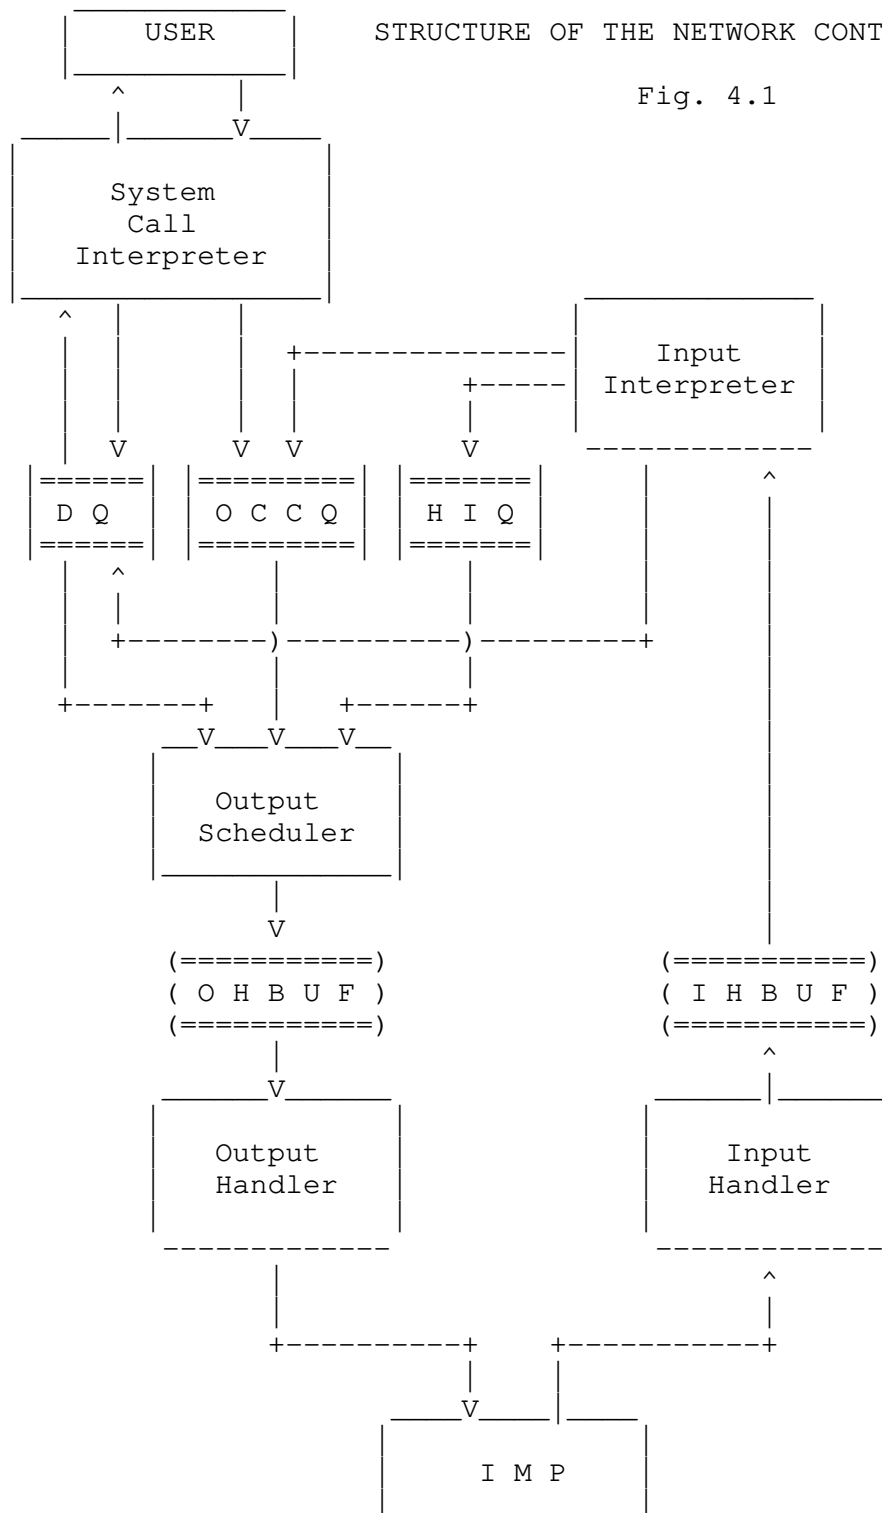 USER STRUCTURE OF THE NETWORK CONT
Fig. 4.1
System
Call
Interpreter
Input
Interpreter
D Q O C C Q H I Q
Output
Scheduler
O H B U F I H B U F
Output Input
Handler Handler
I M P